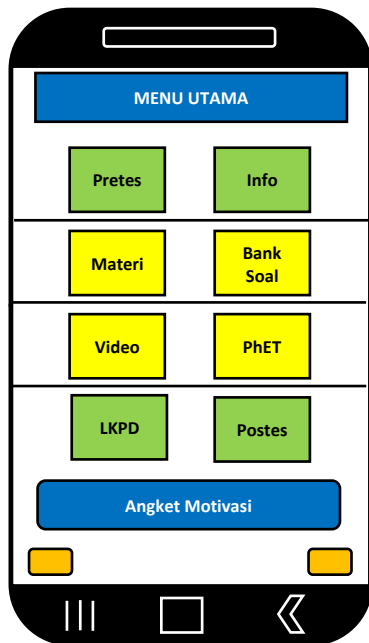 MENU UTAMA
Pretes
Info
Materi
Bank
Soal
Video
PhET
LKPD
Postes
Angket Motivasi